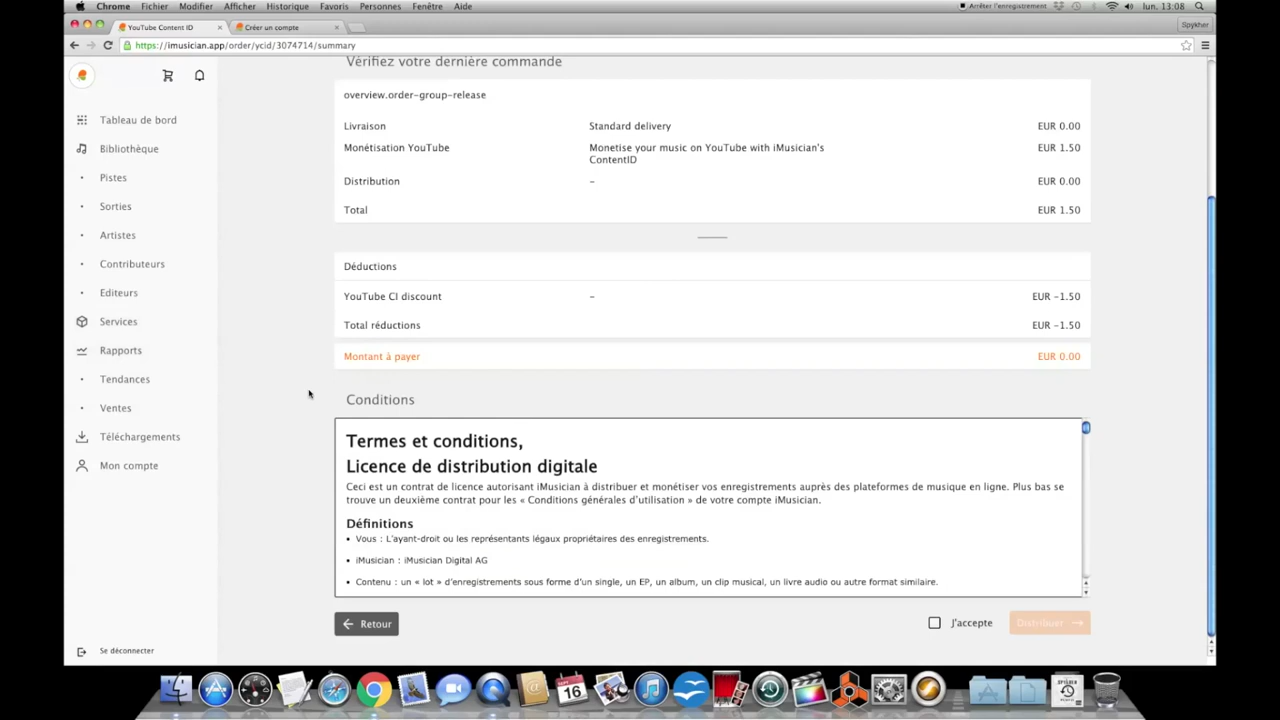 Chrome Fichier Modifier Afficher Historique Favoris Personnes Fenêtre Aide
Arrêter l'enregistrement lun. 13:08
YouTube Content ID × Créer un compte × Spykher
https://imusician.app/order/ycid/3074714/summary
Vérifiez votre dernière commande
overview.order-group-release
Livraison Standard delivery EUR 0.00
Monétisation YouTube Monetise your music on YouTube with iMusician's EUR 1.50
ContentID
Distribution – EUR 0.00
Total EUR 1.50
Déductions
YouTube CI discount – EUR -1.50
Total réductions EUR -1.50
Montant à payer EUR 0.00
Conditions
Termes et conditions,
Licence de distribution digitale
Ceci est un contrat de licence autorisant iMusician à distribuer et monétiser vos enregistrements auprès des plateformes de musique en ligne. Plus bas se
trouve un deuxième contrat pour les « Conditions générales d'utilisation » de votre compte iMusician.
Définitions
• Vous : L'ayant-droit ou les représentants légaux propriétaires des enregistrements.
• iMusician : iMusician Digital AG
• Contenu : un « lot » d'enregistrements sous forme d'un single, un EP, un album, un clip musical, un livre audio ou autre format similaire.
Retour J'accepte Distribuer
Tableau de bord
Bibliothèque
Pistes
Sorties
Artistes
Contributeurs
Editeurs
Services
Rapports
Tendances
Ventes
Téléchargements
Mon compte
Se déconnecter
SEPT
16